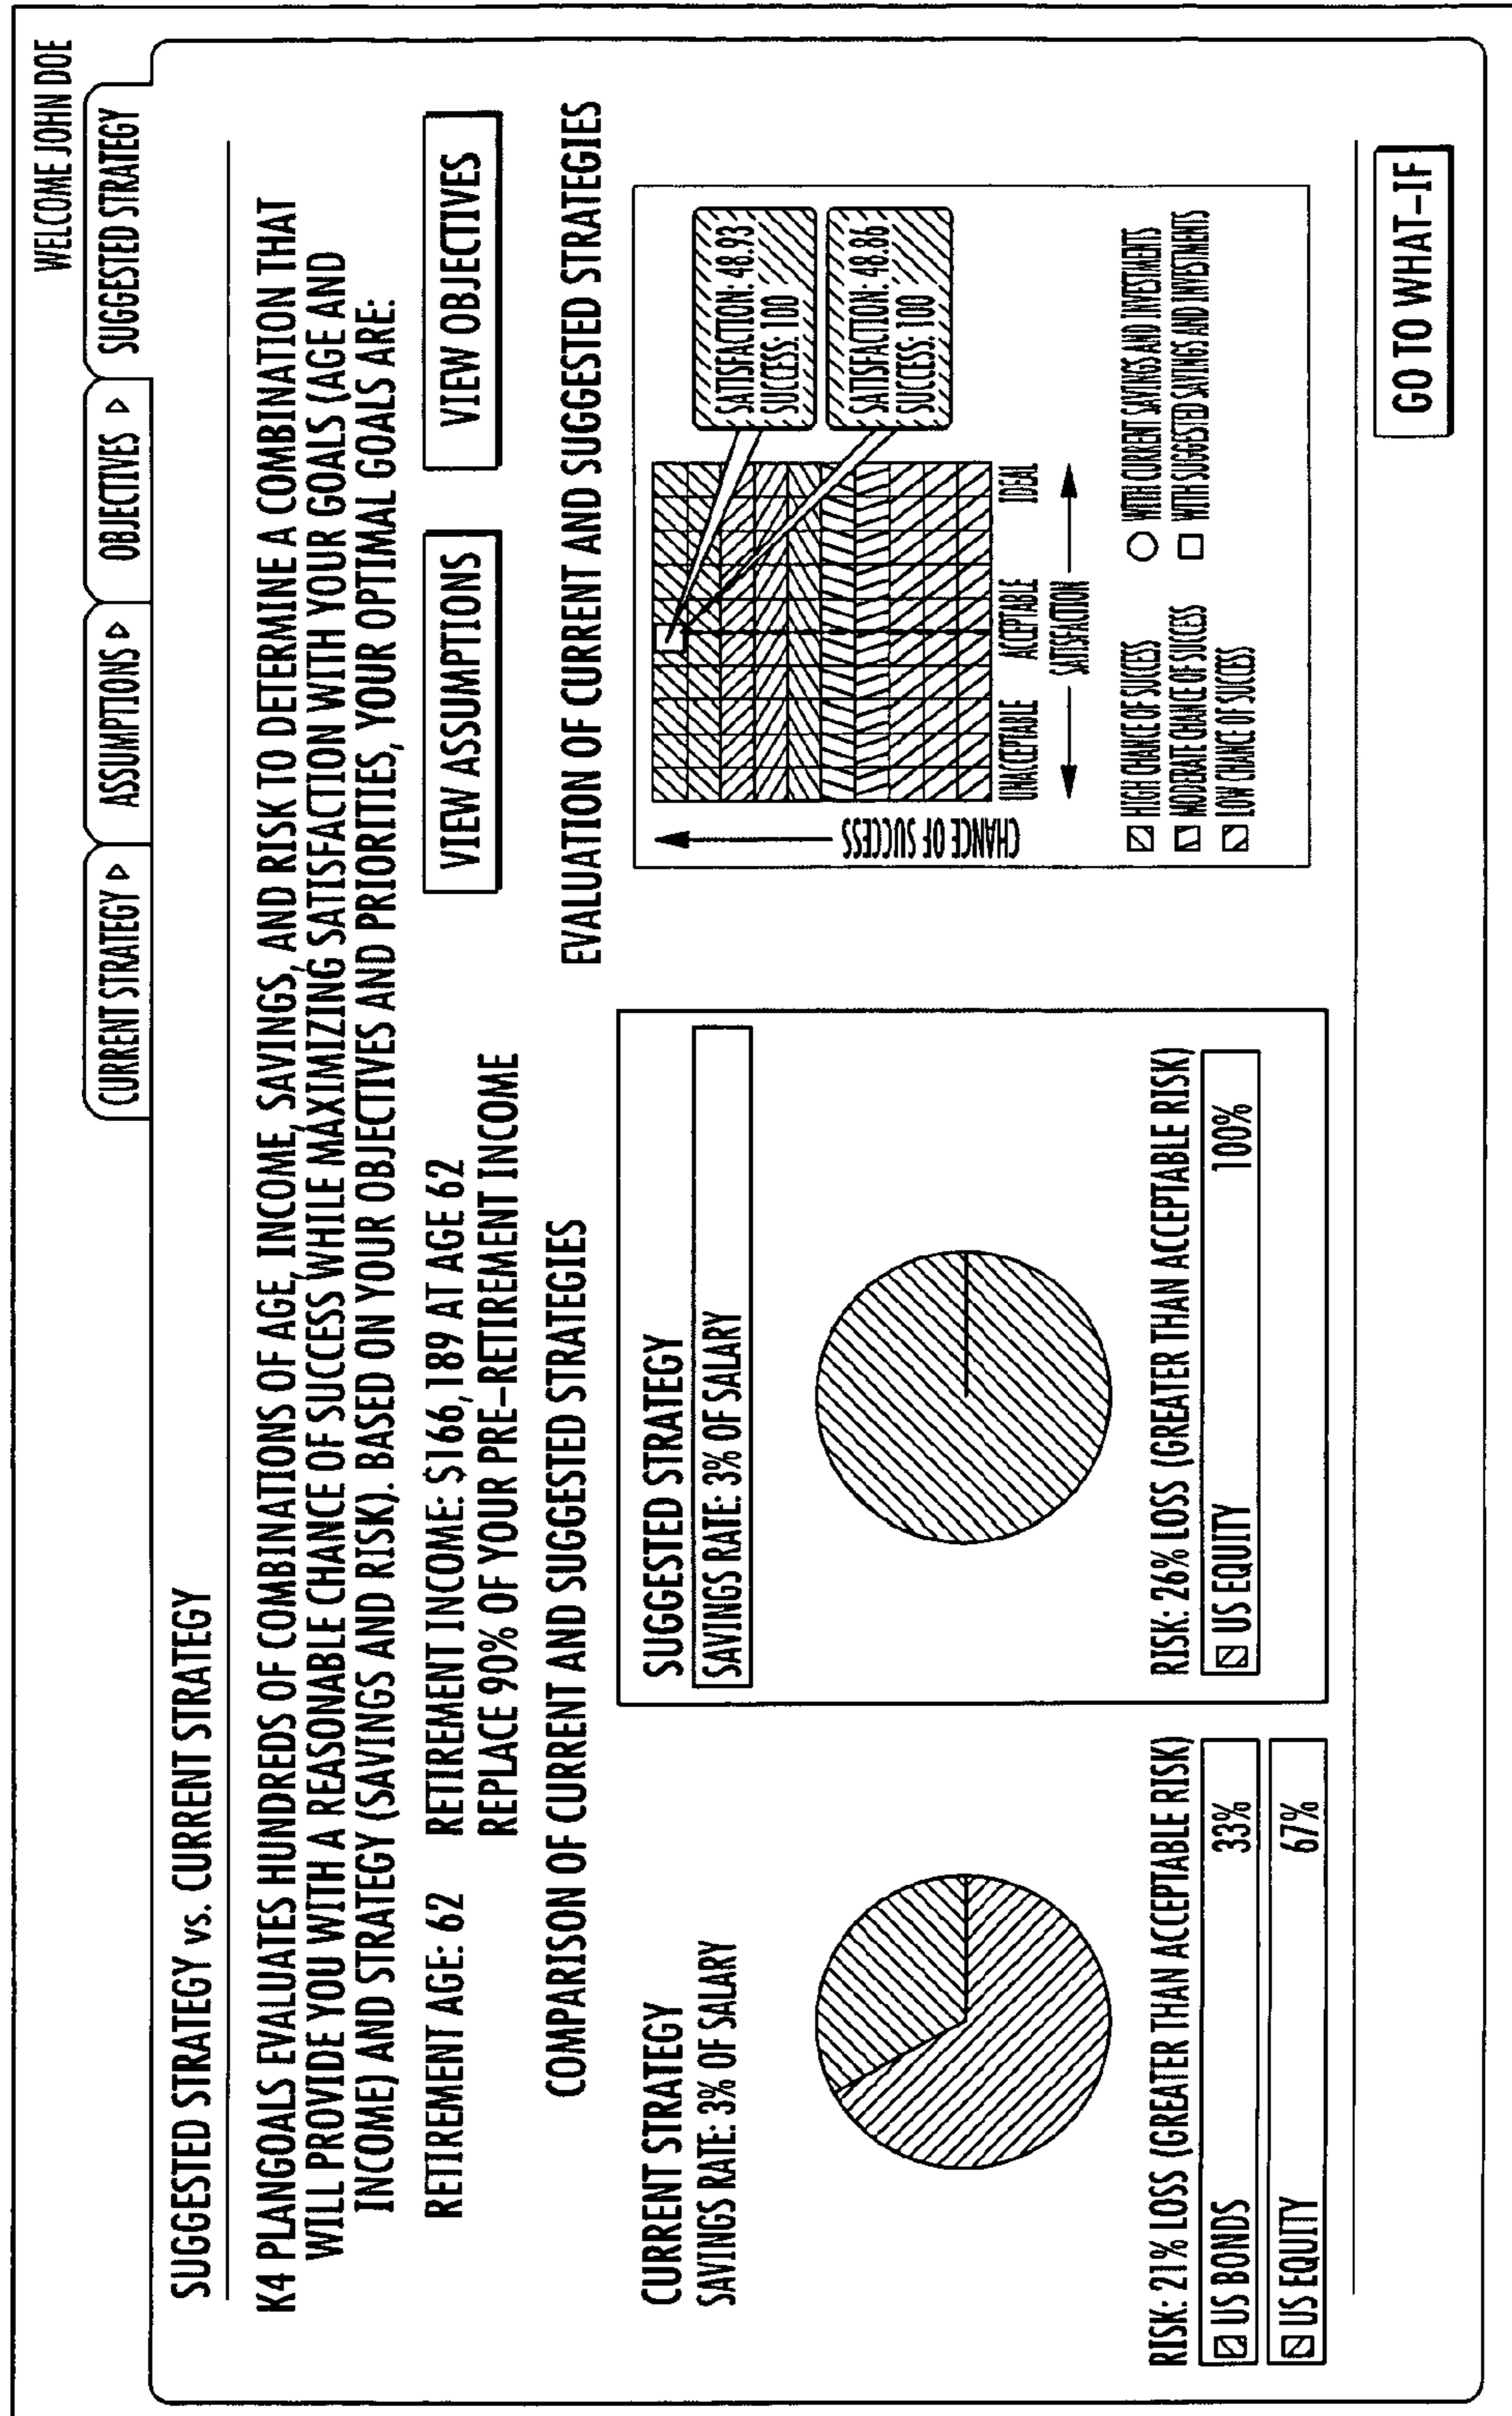 WELCOME JOHN DOE
CURRENT STRATEGY
ASSUMPTIONS
OBJECTIVES
SUGGESTED STRATEGY
SUGGESTED STRATEGY vs. CURRENT STRATEGY
K4 PLANGOALS EVALUATES HUNDREDS OF COMBINATIONS OF AGE, INCOME, SAVINGS, AND RISK TO DETERMINE A COMBINATION THAT
WILL PROVIDE YOU WITH A REASONABLE CHANCE OF SUCCESS WHILE MAXIMIZING SATISFACTION WITH YOUR GOALS (AGE AND
INCOME) AND STRATEGY (SAVINGS AND RISK). BASED ON YOUR OBJECTIVES AND PRIORITIES, YOUR OPTIMAL GOALS ARE:
RETIREMENT AGE: 62
RETIREMENT INCOME: $166,189 AT AGE 62
REPLACE 90% OF YOUR PRE-RETIREMENT INCOME
VIEW ASSUMPTIONS
VIEW OBJECTIVES
COMPARISON OF CURRENT AND SUGGESTED STRATEGIES
CURRENT STRATEGY
SAVINGS RATE: 3% OF SALARY
RISK: 21% LOSS (GREATER THAN ACCEPTABLE RISK)
US BONDS 33%
US EQUITY 67%
SUGGESTED STRATEGY
SAVINGS RATE: 3% OF SALARY
RISK: 26% LOSS (GREATER THAN ACCEPTABLE RISK)
US EQUITY 100%
EVALUATION OF CURRENT AND SUGGESTED STRATEGIES
CHANCE OF SUCCESS
SATISFACTION: 48.93
SUCCESS: 100
SATISFACTION: 48.86
SUCCESS: 100
UNACCEPTABLE ACCEPTABLE IDEAL
SATISFACTION
HIGH CHANCE OF SUCCESS
MODERATE CHANCE OF SUCCESS
LOW CHANCE OF SUCCESS
WITH CURRENT SAVINGS AND INVESTMENTS
WITH SUGGESTED SAVINGS AND INVESTMENTS
GO TO WHAT-IF